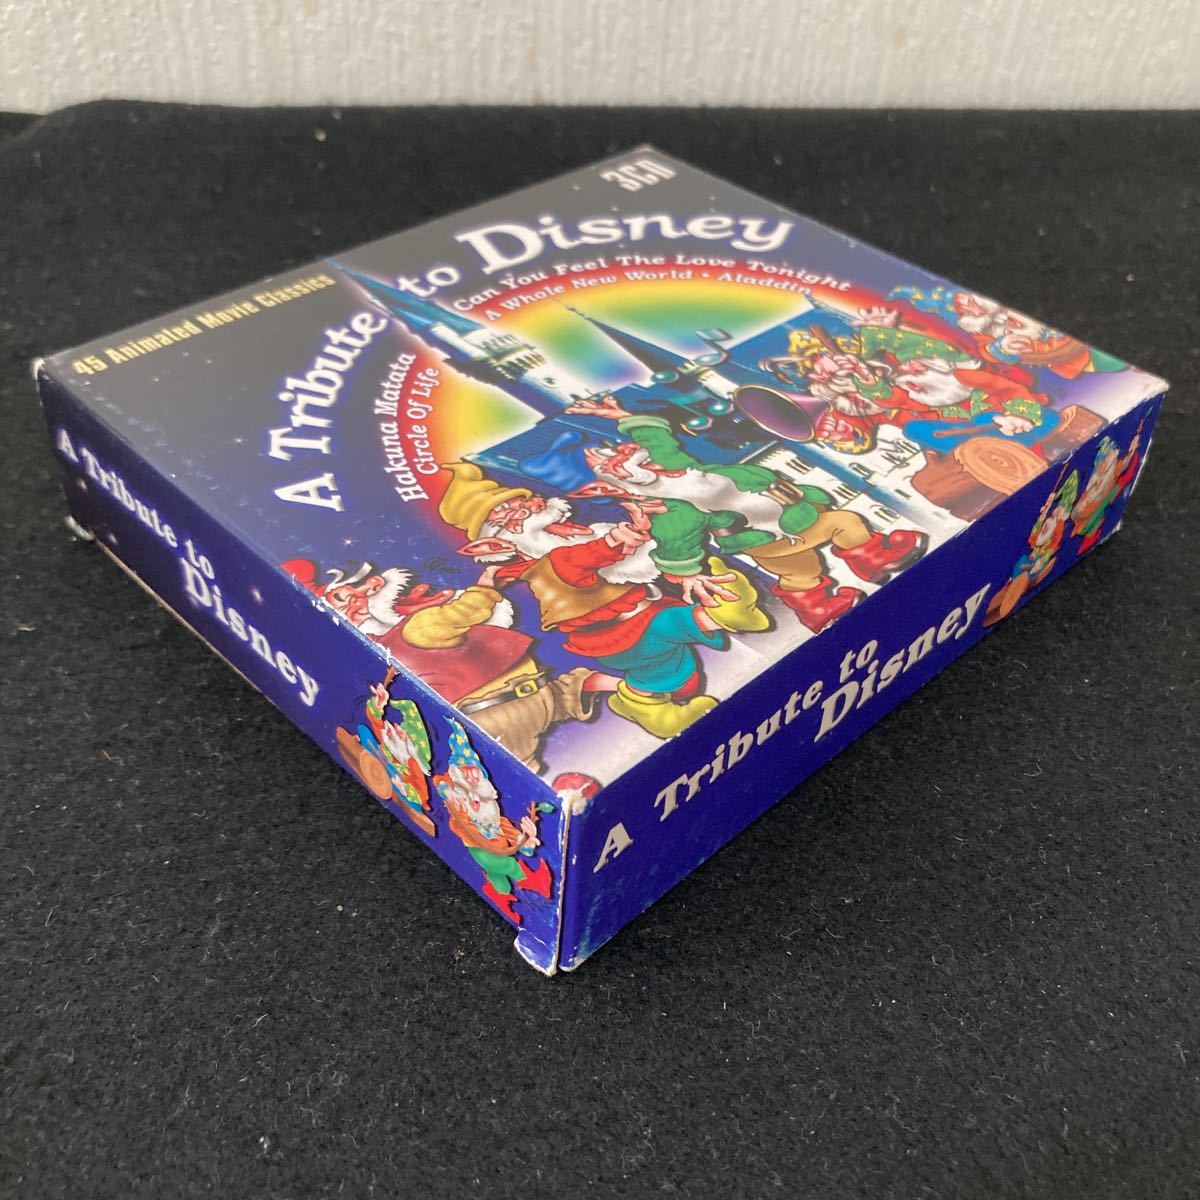 3CD
45 Animated Movie Classics
A Tribute to Disney
Can You Feel The Love Tonight
A Whole New World • Aladdin
Hakuna Matata
Circle Of Life
A Tribute to
Disney
A Tribute to
Disney